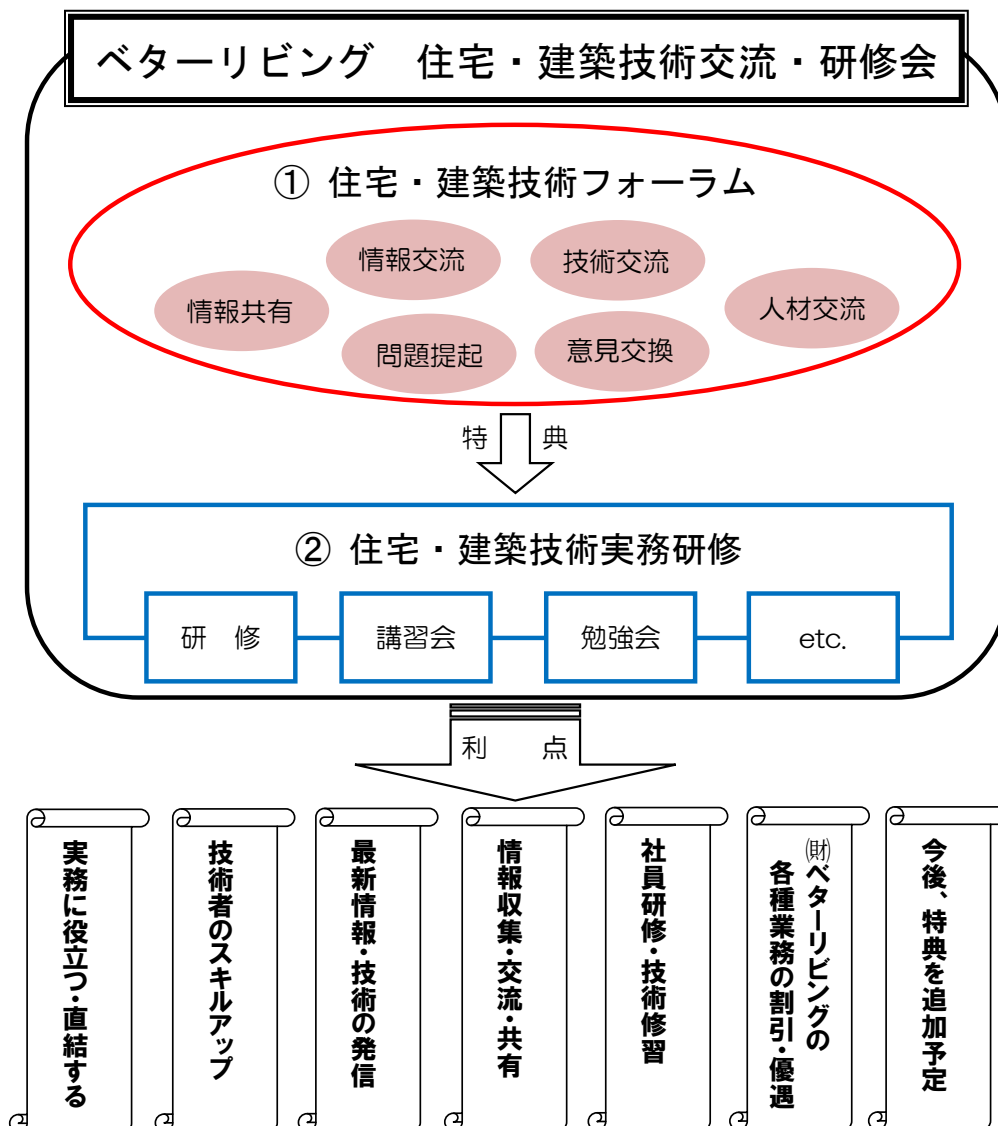 ベターリビング　住宅・建築技術交流・研修会
① 住宅・建築技術フォーラム
情報交流
技術交流
情報共有
人材交流
問題提起
意見交換
特　典
② 住宅・建築技術実務研修
研　修
講習会
勉強会
etc.
利　点
実務に役立つ・直結する
技術者のスキルアップ
最新情報・技術の発信
情報収集・交流・共有
社員研修・技術修習
㈶ベターリビングの
各種業務の割引・優遇
今後、特典を追加予定